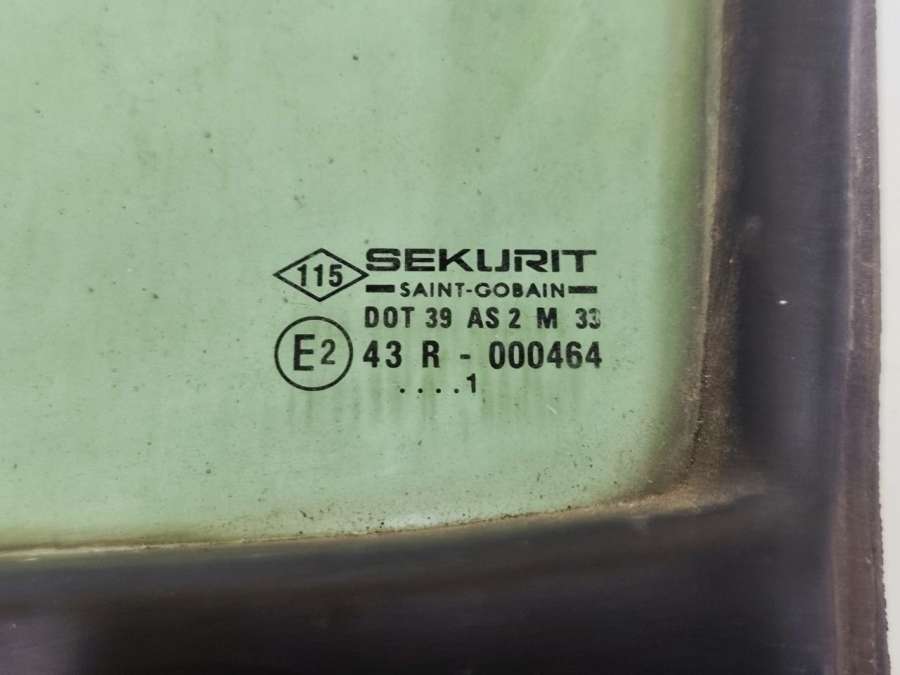 115
SEKURIT
SAINT-GOBAIN
DOT 39 AS 2 M 33
E2 43 R - 000464
....1